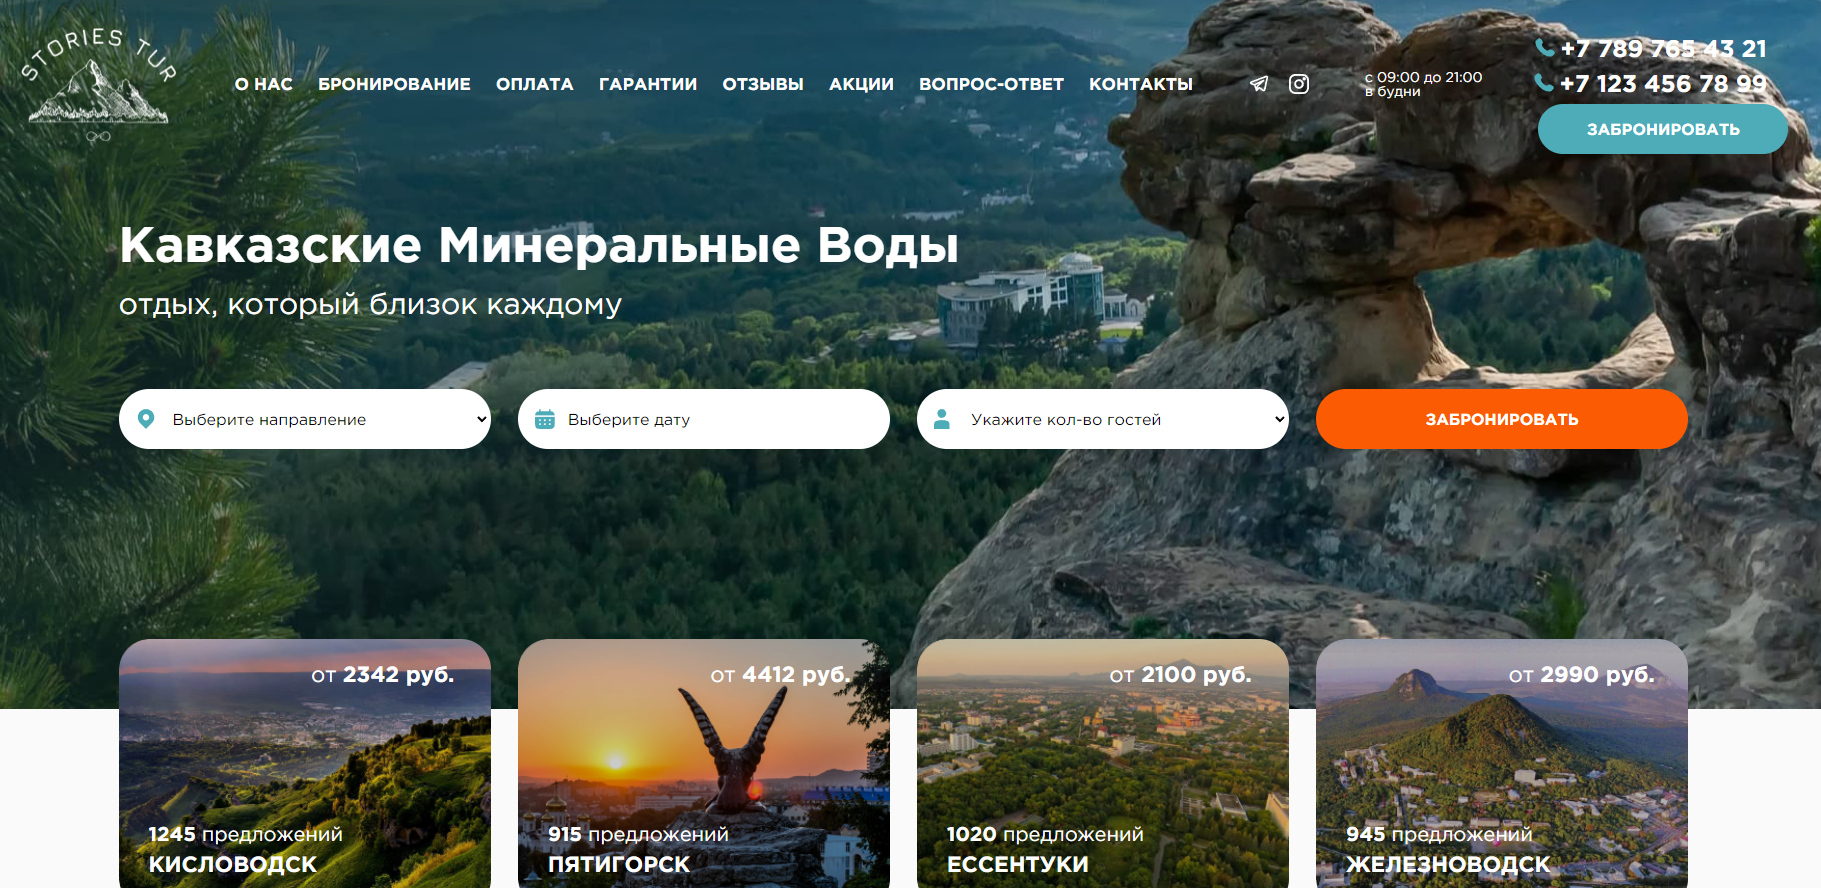 STORIES TUR
О НАС БРОНИРОВАНИЕ ОПЛАТА ГАРАНТИИ ОТЗЫВЫ АКЦИИ ВОПРОС-ОТВЕТ КОНТАКТЫ
с 09:00 до 21:00
в будни
+7 789 765 43 21
+7 123 456 78 99
ЗАБРОНИРОВАТЬ
Кавказские Минеральные Воды
отдых, который близок каждому
Выберите направление
Выберите дату
Укажите кол-во гостей
ЗАБРОНИРОВАТЬ
от 2342 руб.
1245 предложений
КИСЛОВОДСК
от 4412 руб.
915 предложений
ПЯТИГОРСК
от 2100 руб.
1020 предложений
ЕССЕНТУКИ
от 2990 руб.
945 предложений
ЖЕЛЕЗНОВОДСК